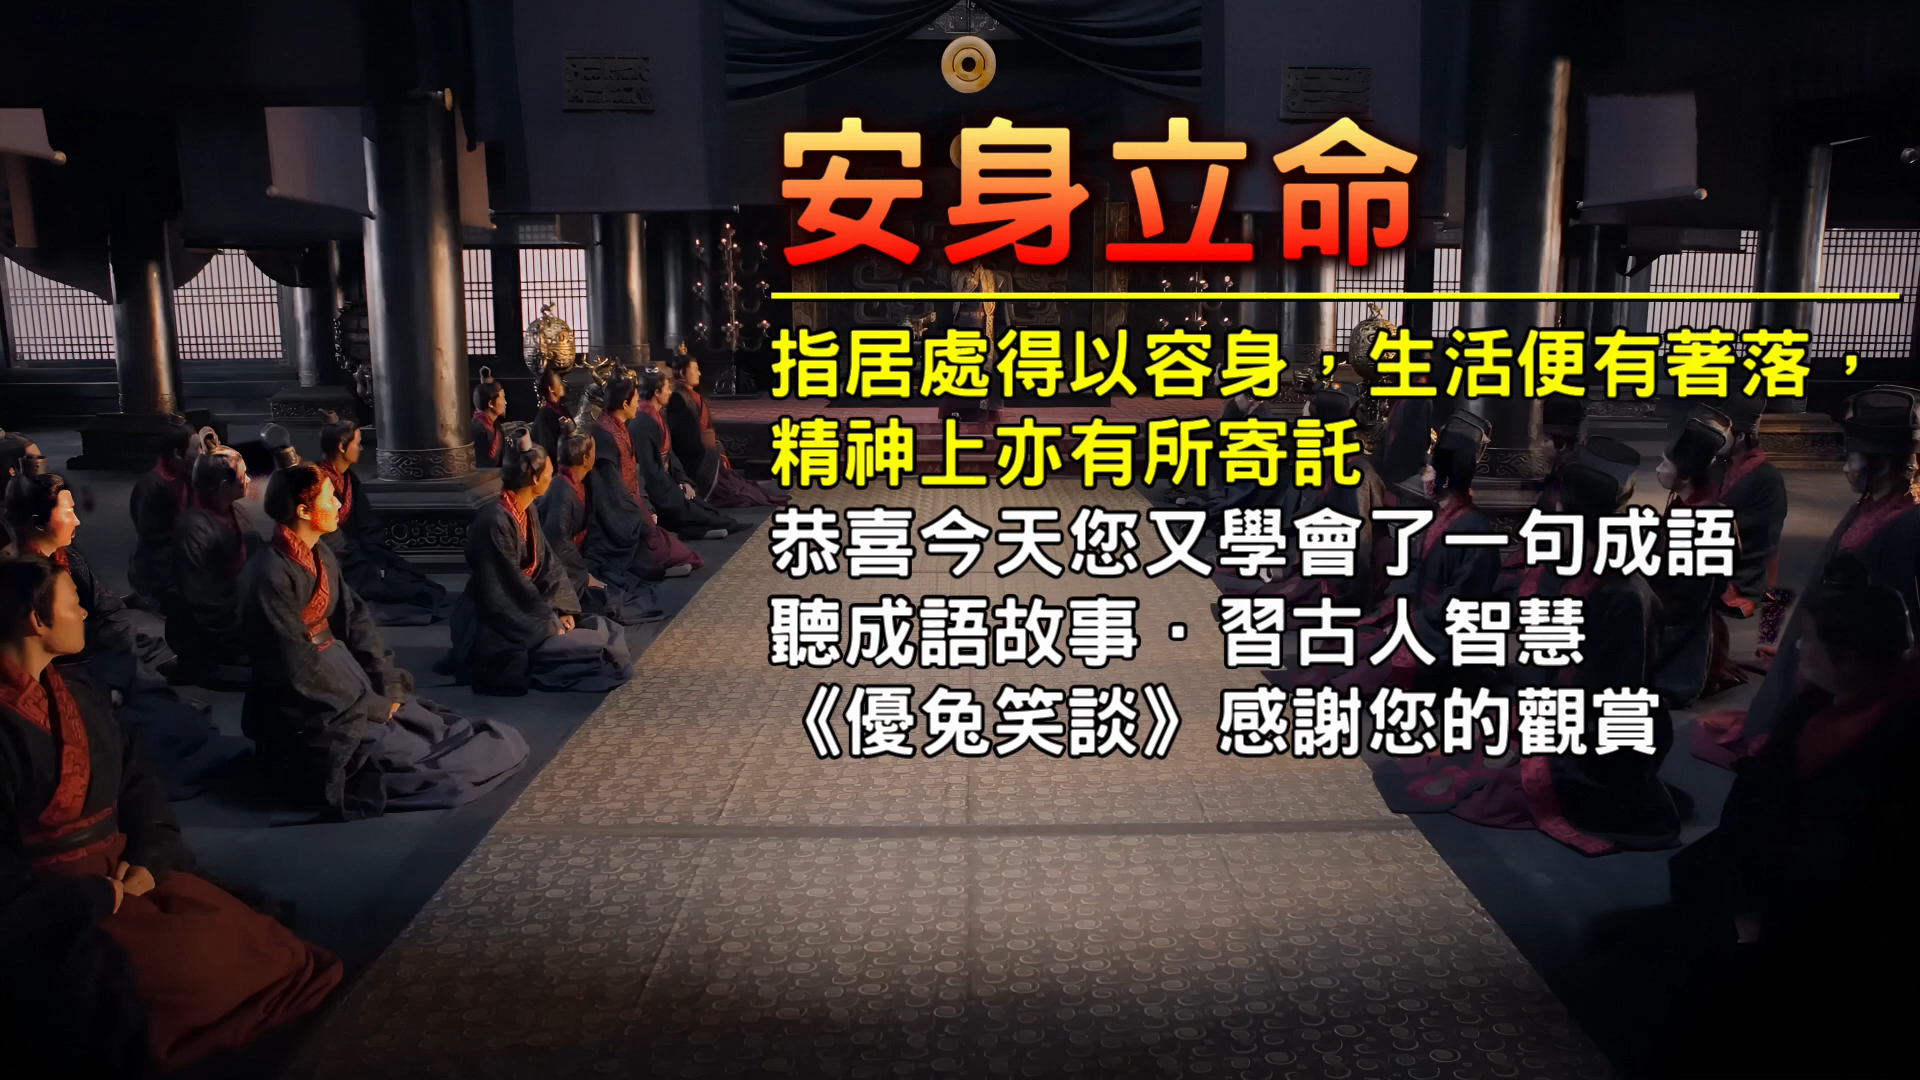 安身立命
指居處得以容身，生活便有著落，
精神上亦有所寄託
恭喜今天您又學會了一句成語
聽成語故事·習古人智慧
《優兔笑談》感謝您的觀賞